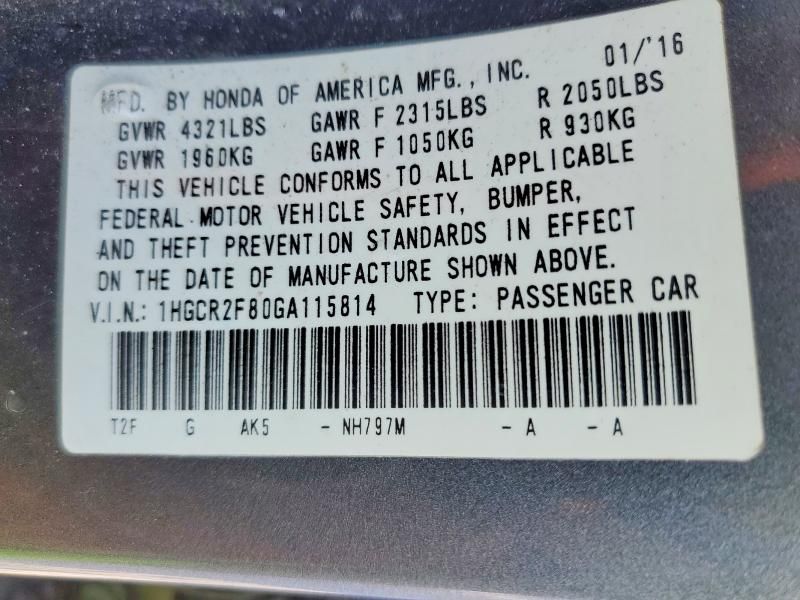 01/'16
MFD. BY HONDA OF AMERICA MFG., INC.
GVWR 4321LBS GAWR F 2315LBS R 2050LBS
GVWR 1960KG GAWR F 1050KG R 930KG
THIS VEHICLE CONFORMS TO ALL APPLICABLE
FEDERAL MOTOR VEHICLE SAFETY, BUMPER,
AND THEFT PREVENTION STANDARDS IN EFFECT
ON THE DATE OF MANUFACTURE SHOWN ABOVE.
V.I.N.: 1HGCR2F80GA115814 TYPE: PASSENGER CAR
T2F G AK5 - NH797M - A - A